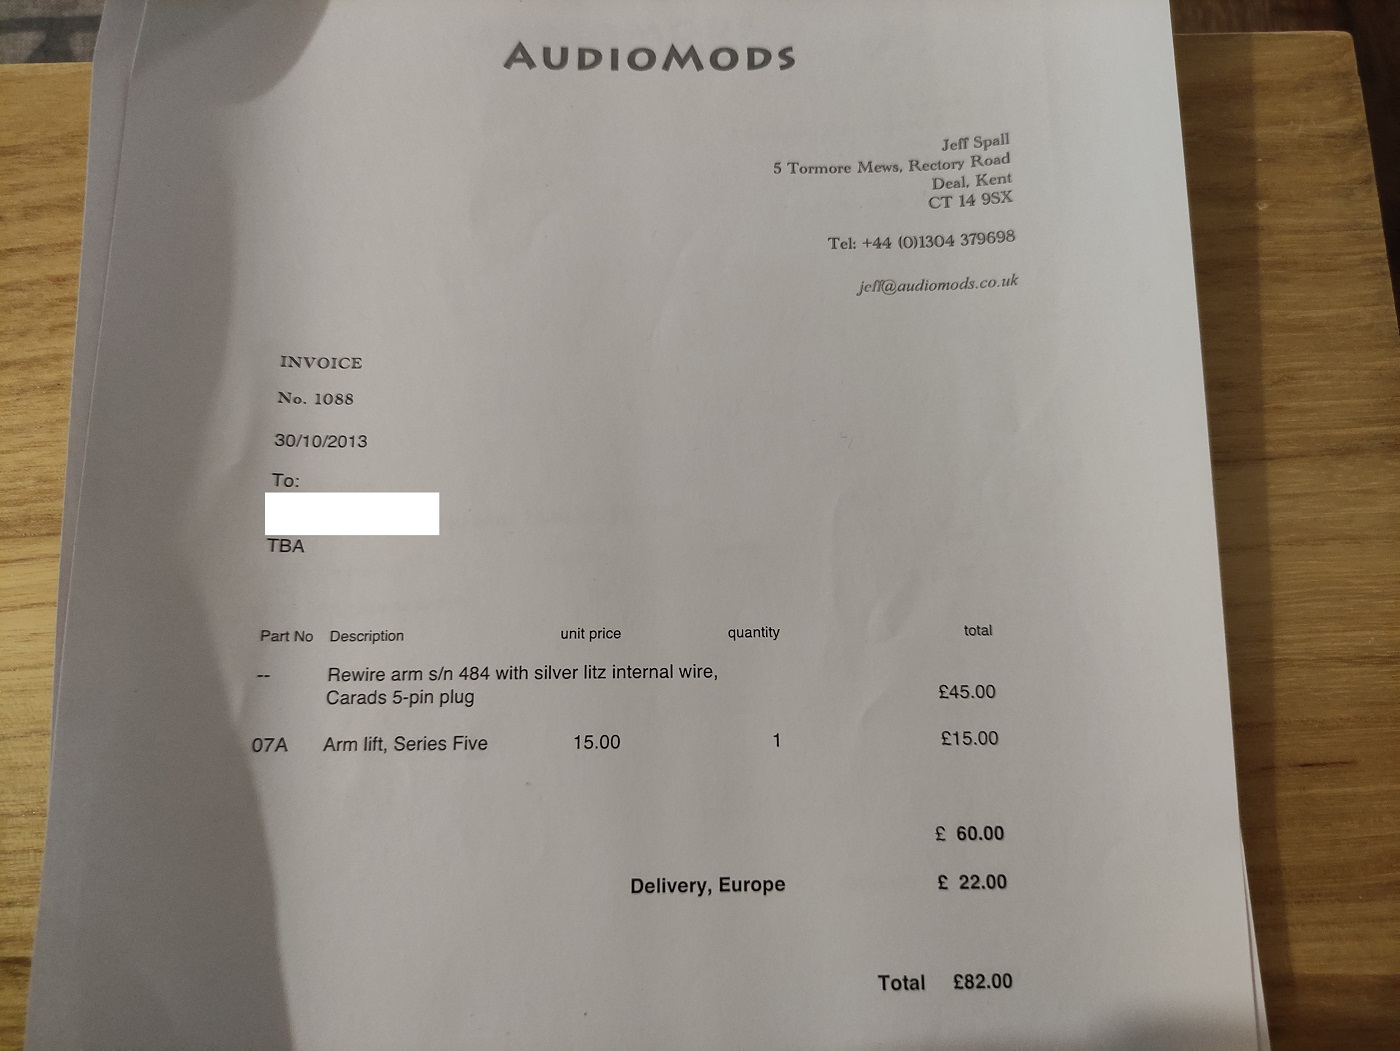 AUDIOMODS
Jeff Spall
5 Tormore Mews, Rectory Road
Deal, Kent
CT 14 9SX
Tel: +44 (0)1304 379698
jeff@audiomods.co.uk
INVOICE
No. 1088
30/10/2013
To:
TBA
Part No Description unit price quantity total
-- Rewire arm s/n 484 with silver litz internal wire,
Carads 5-pin plug £45.00
07A Arm lift, Series Five 15.00 1 £15.00
£ 60.00
Delivery, Europe £ 22.00
Total £82.00